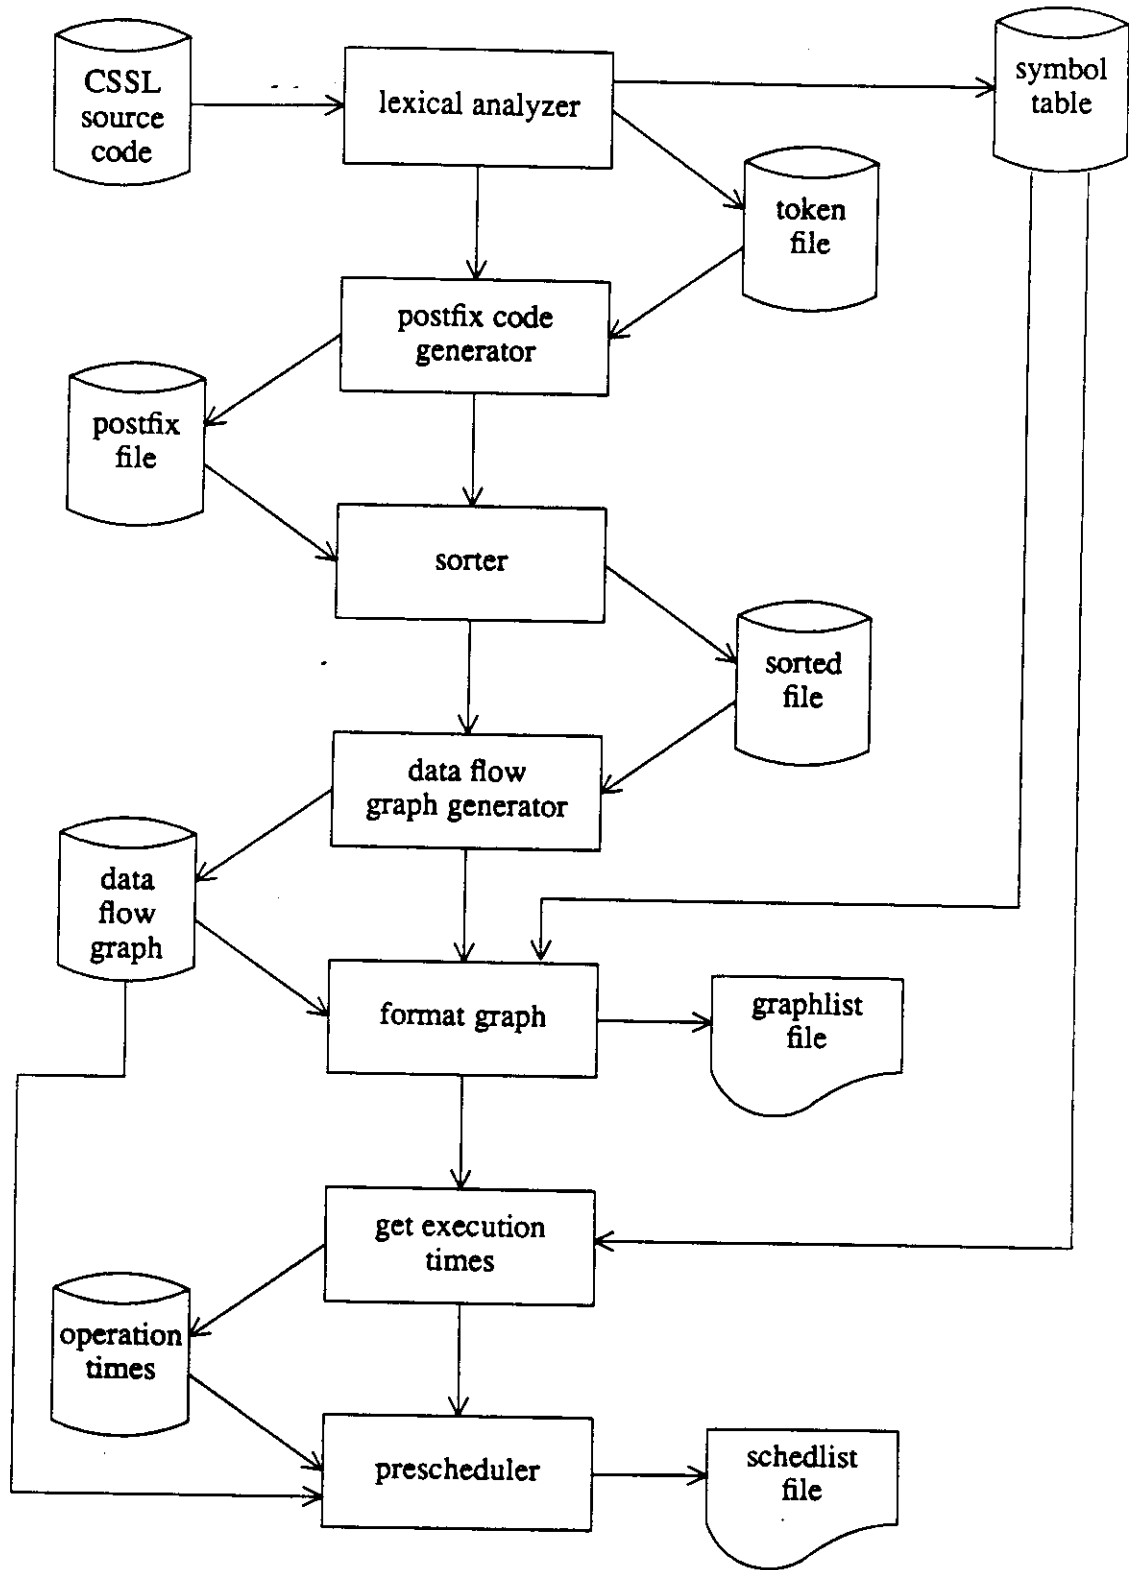 CSSL
source
code
lexical analyzer
symbol
table
token
file
postfix code
generator
postfix
file
sorter
sorted
file
data flow
graph generator
data
flow
graph
format graph
graphlist
file
get execution
times
operation
times
prescheduler
schedlist
file